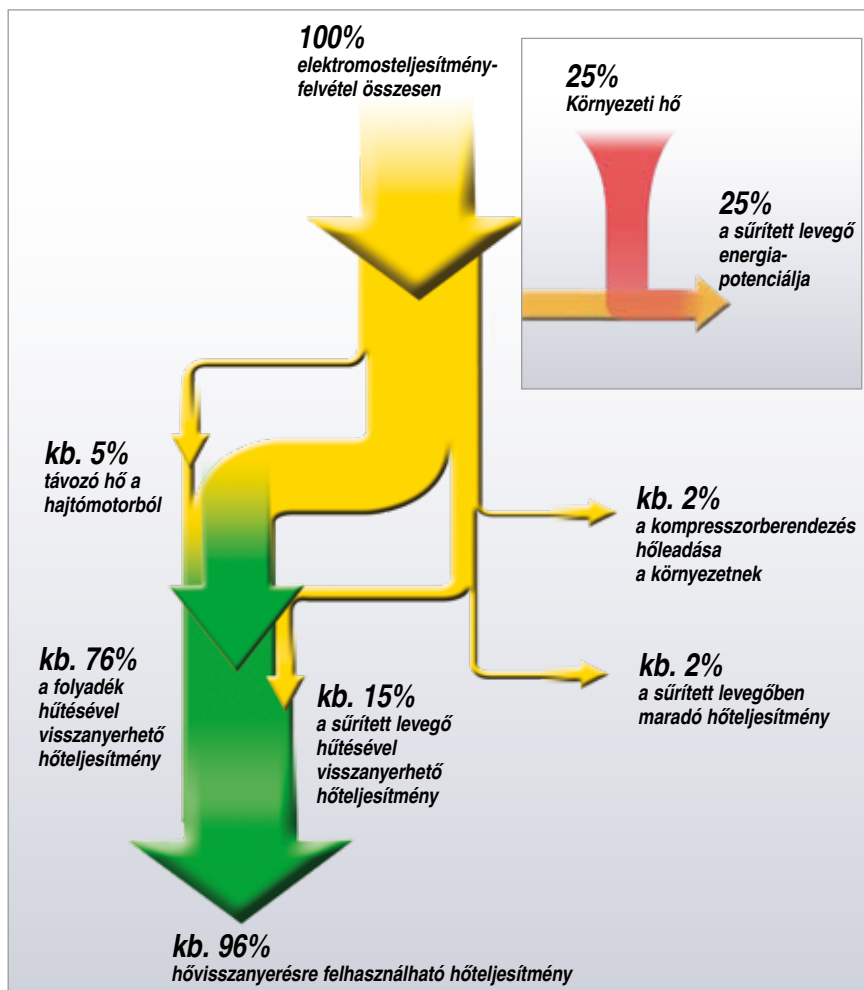 100%
elektromosteljesítmény-
felvétel összesen
25%
Környezeti hő
25%
a sűrített levegő
energia-
potenciálja
kb. 5%
távozó hő a
hajtómotorból
kb. 2%
a kompresszorberendezés
hőleadása
a környezetnek
kb. 76%
a folyadék
hűtésével
visszanyerhető
hőteljesítmény
kb. 15%
a sűrített levegő
hűtésével
visszanyerhető
hőteljesítmény
kb. 2%
a sűrített levegőben
maradó hőteljesítmény
kb. 96%
hővisszanyerésre felhasználható hőteljesítmény